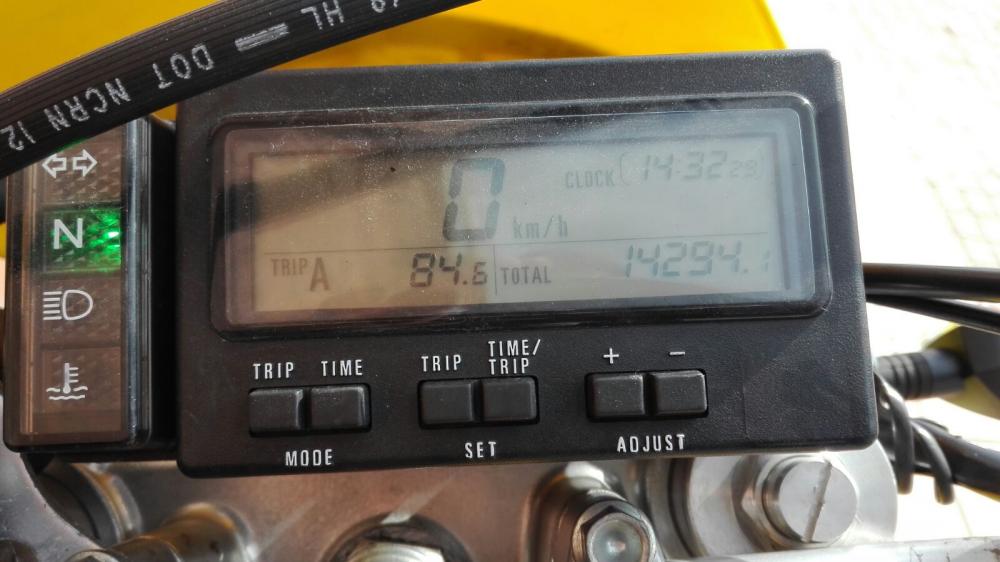 DOT NCRN 12
HL
N
0 km/h
CLOCK 14:32 29
TRIP A 84.6
TOTAL 14294.1
TRIP TIME
MODE
TRIP TIME/
TRIP
SET
+ -
ADJUST